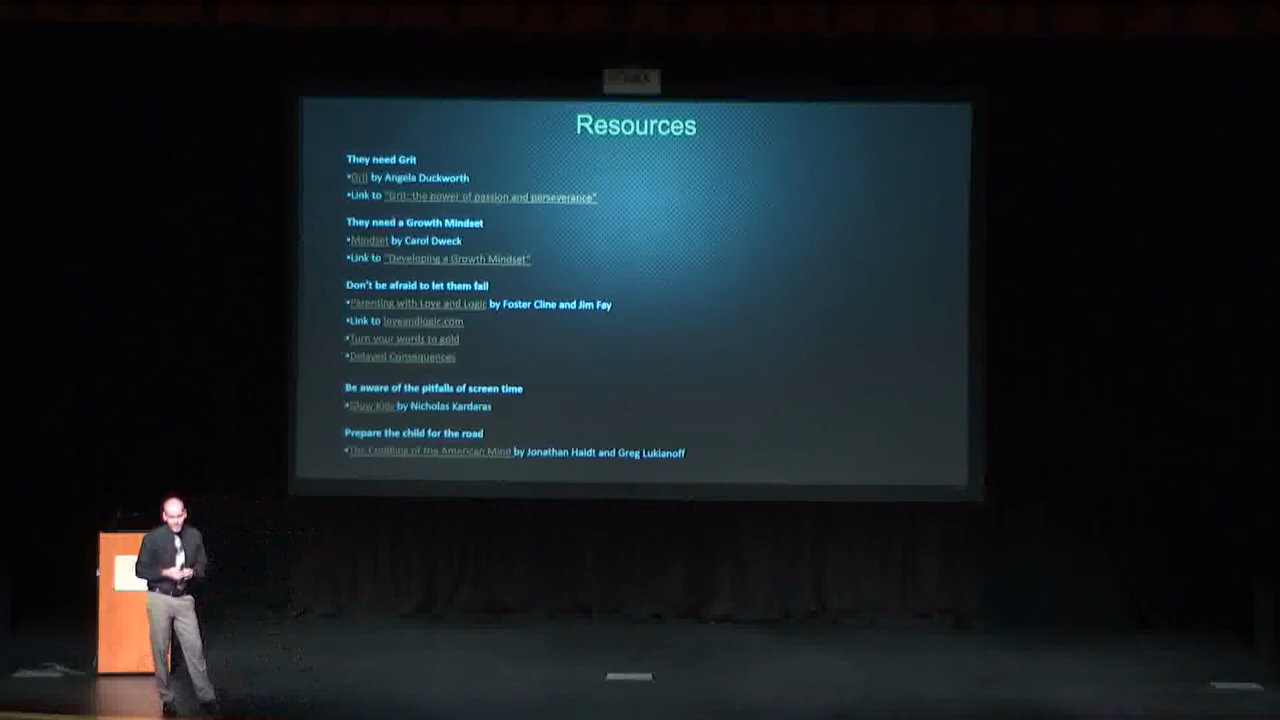 Resources
They need Grit
•Grit by Angela Duckworth
•Link to "Grit: the power of passion and perseverance"
They need a Growth Mindset
•Mindset by Carol Dweck
•Link to "Developing a Growth Mindset"
Don't be afraid to let them fail
•Parenting with Love and Logic by Foster Cline and Jim Fay
•Link to loveandlogic.com
•Turn your words to gold
•Delayed Consequences
Be aware of the pitfalls of screen time
•Glow Kids by Nicholas Kardaras
Prepare the child for the road
•The Coddling of the American Mind by Jonathan Haidt and Greg Lukianoff